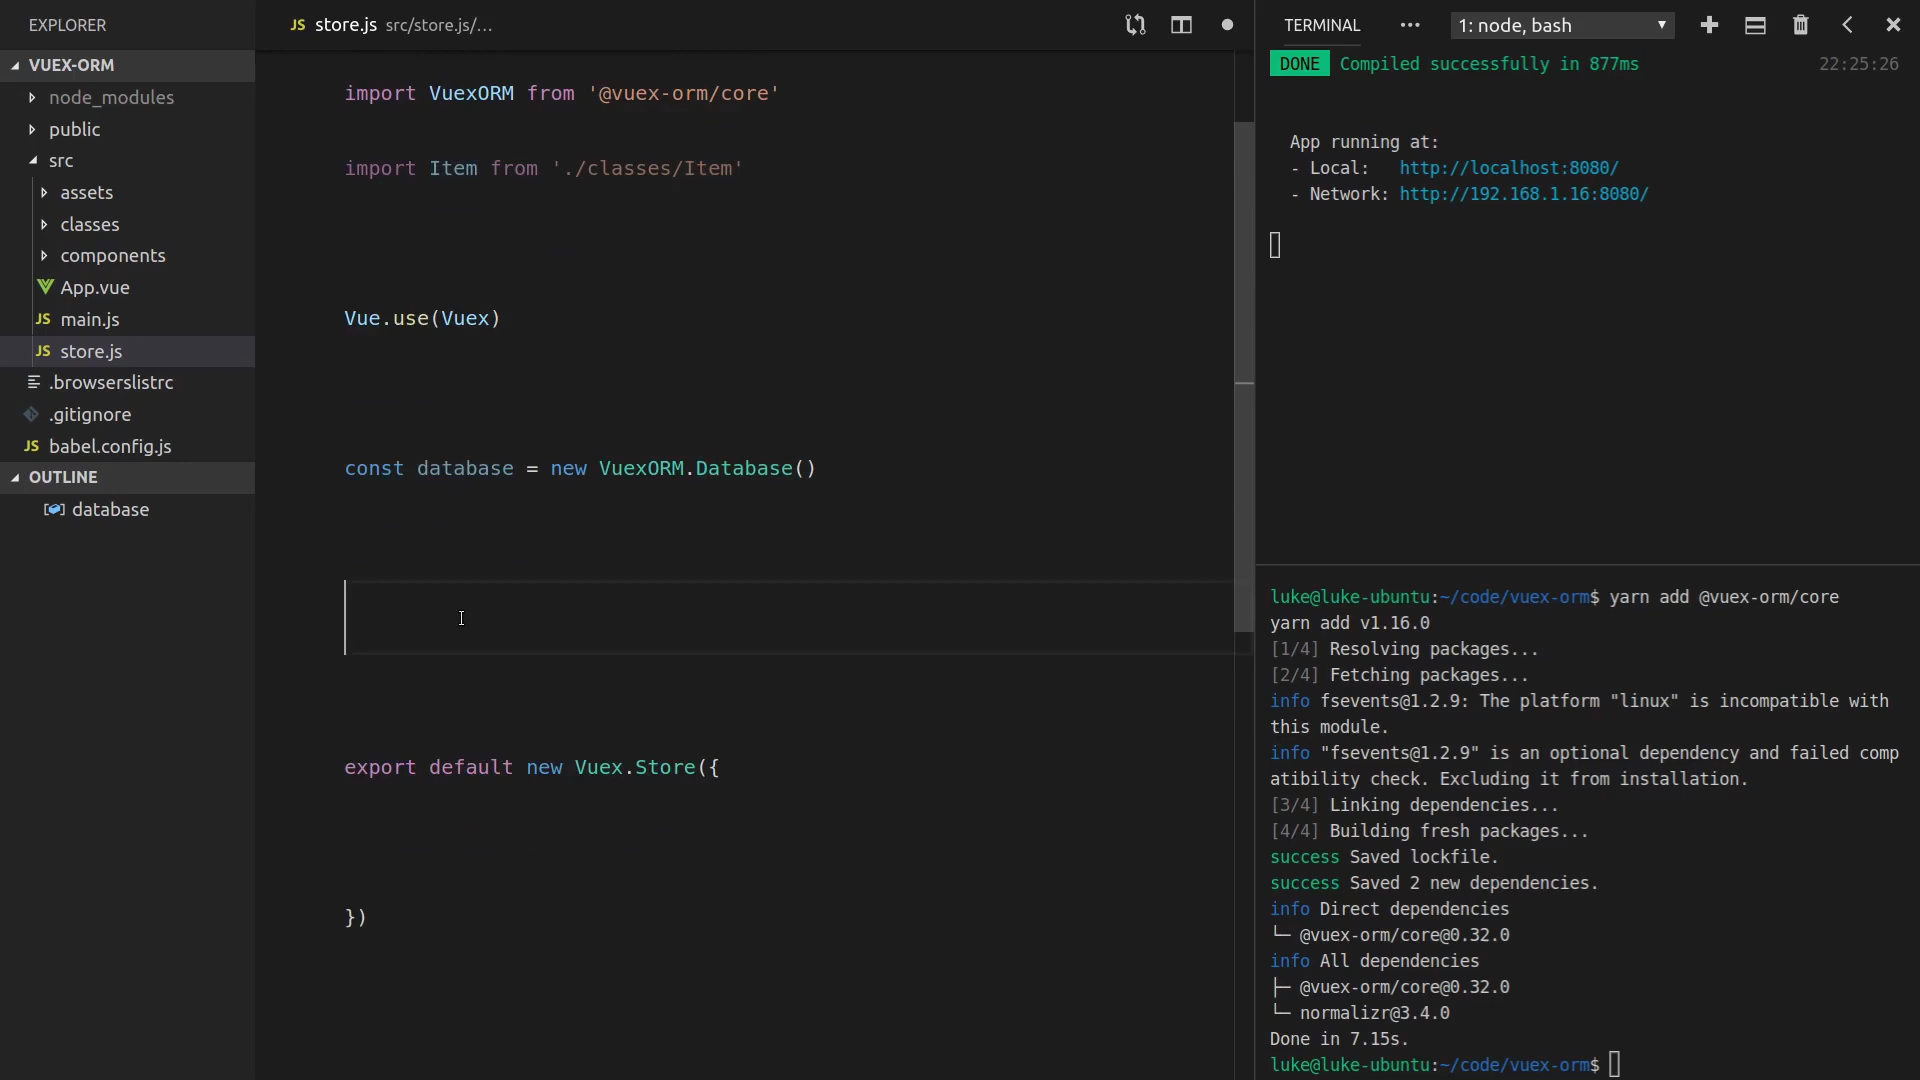 EXPLORER
VUEX-ORM
node_modules
public
src
assets
classes
components
App.vue
JS main.js
JS store.js
.browserslistrc
.gitignore
JS babel.config.js
OUTLINE
database
JS store.js src/store.js/...
import VuexORM from '@vuex-orm/core'
import Item from './classes/Item'
Vue.use(Vuex)
const database = new VuexORM.Database()
export default new Vuex.Store({
})
TERMINAL ... 1: node, bash
DONE Compiled successfully in 877ms 22:25:26
App running at:
- Local: http://localhost:8080/
- Network: http://192.168.1.16:8080/
luke@luke-ubuntu:~/code/vuex-orm$ yarn add @vuex-orm/core
yarn add v1.16.0
[1/4] Resolving packages...
[2/4] Fetching packages...
info fsevents@1.2.9: The platform "linux" is incompatible with
this module.
info "fsevents@1.2.9" is an optional dependency and failed comp
atibility check. Excluding it from installation.
[3/4] Linking dependencies...
[4/4] Building fresh packages...
success Saved lockfile.
success Saved 2 new dependencies.
info Direct dependencies
└─ @vuex-orm/core@0.32.0
info All dependencies
├─ @vuex-orm/core@0.32.0
└─ normalizr@3.4.0
Done in 7.15s.
luke@luke-ubuntu:~/code/vuex-orm$